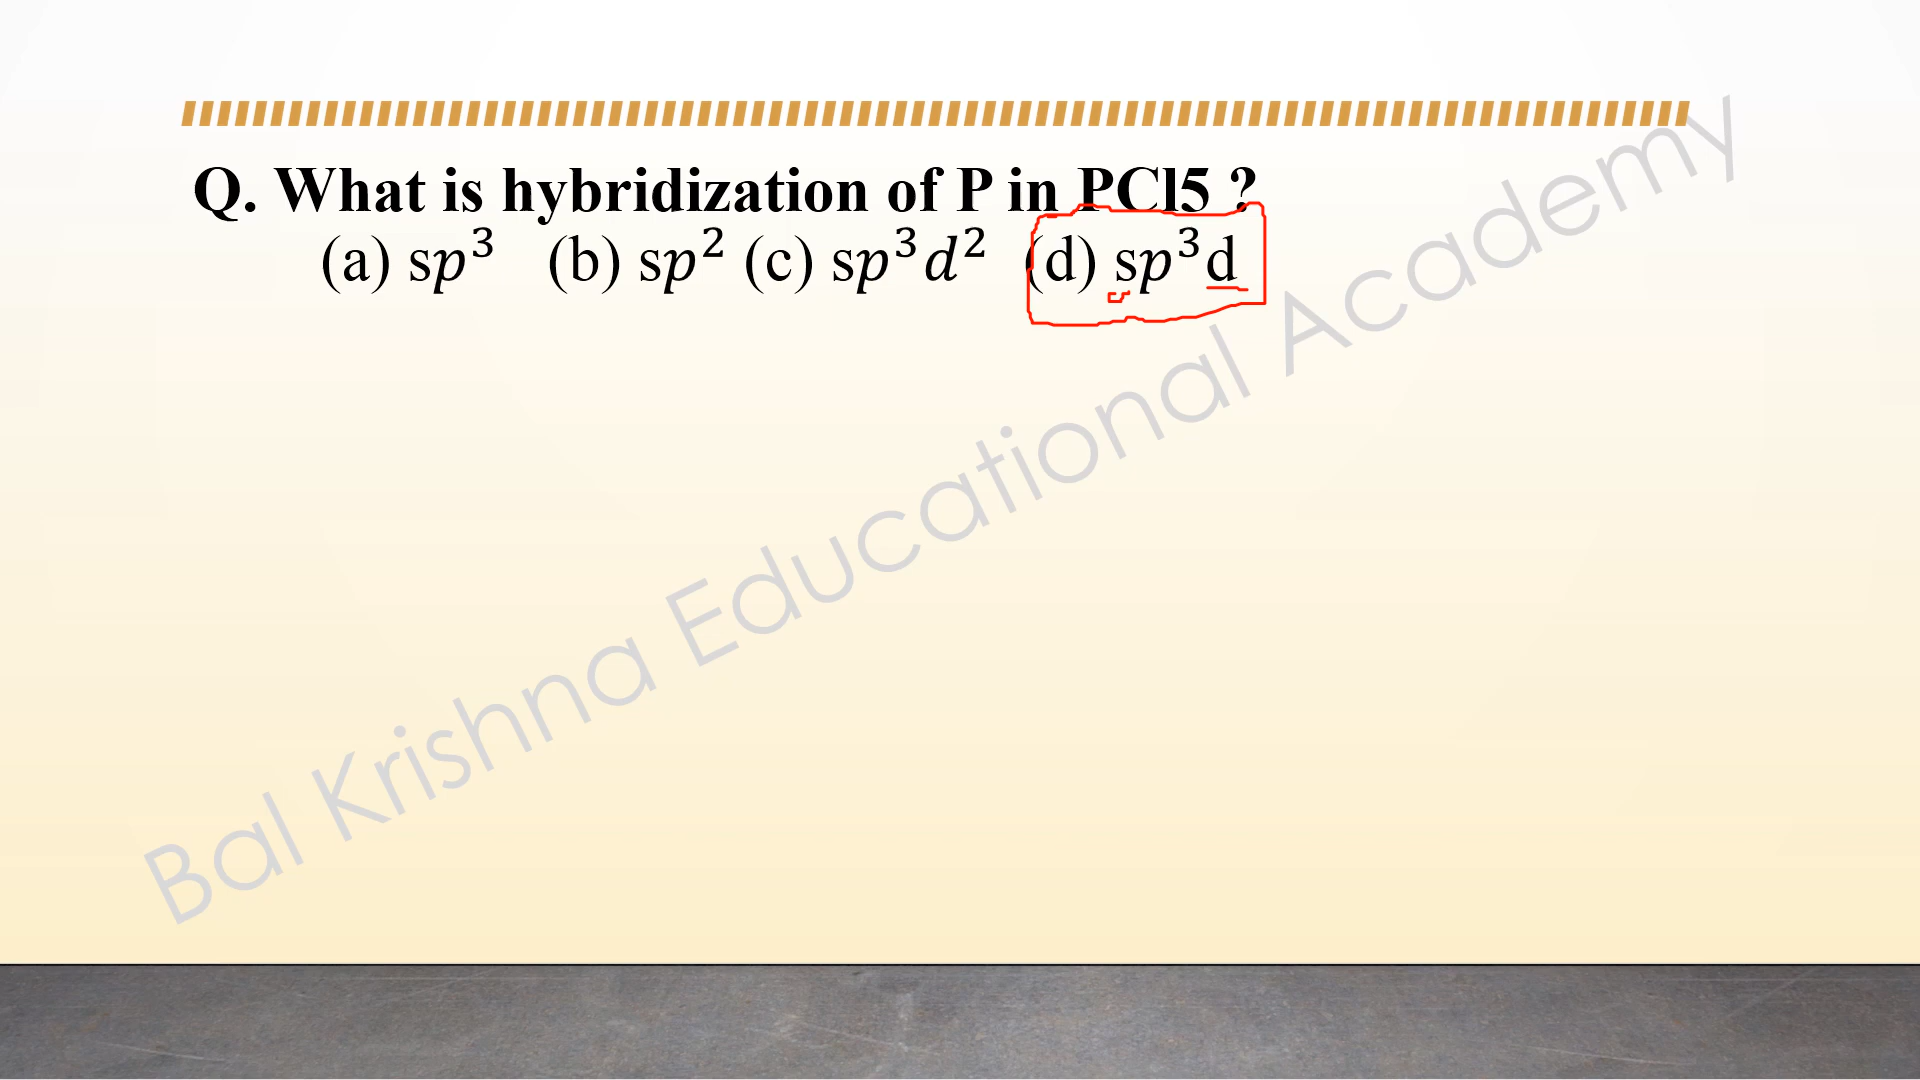 Q. What is hybridization of P in PCl5 ?
(a) sp³ (b) sp² (c) sp³d² (d) sp³d
Bal Krishna Educational Academy